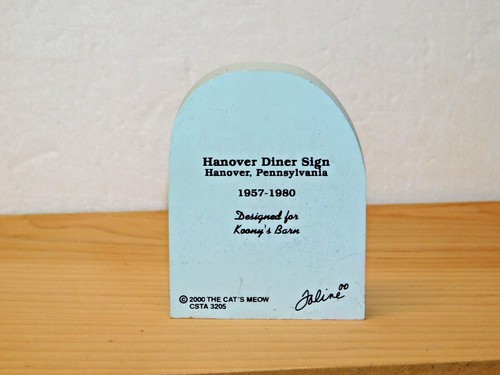 Hanover Diner Sign
Hanover, Pennsylvania
1957-1980
Designed for
Koony's Barn
© 2000 THE CAT'S MEOW
CSTA 3205
Faline 00